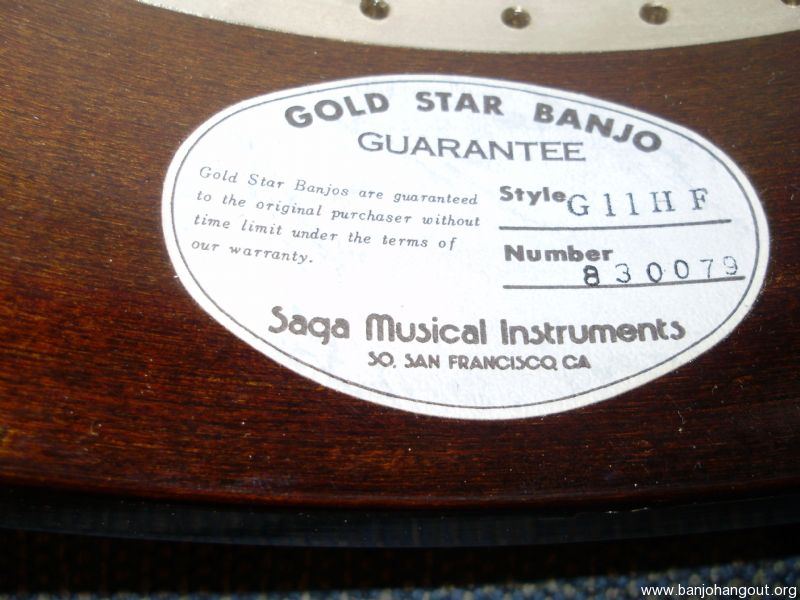 GOLD STAR BANJO
GUARANTEE
Gold Star Banjos are guaranteed
to the original purchaser without
time limit under the terms of
our warranty.
Style G11HF
Number 830079
Saga Musical Instruments
SO. SAN FRANCISCO, CA
www.banjohangout.org